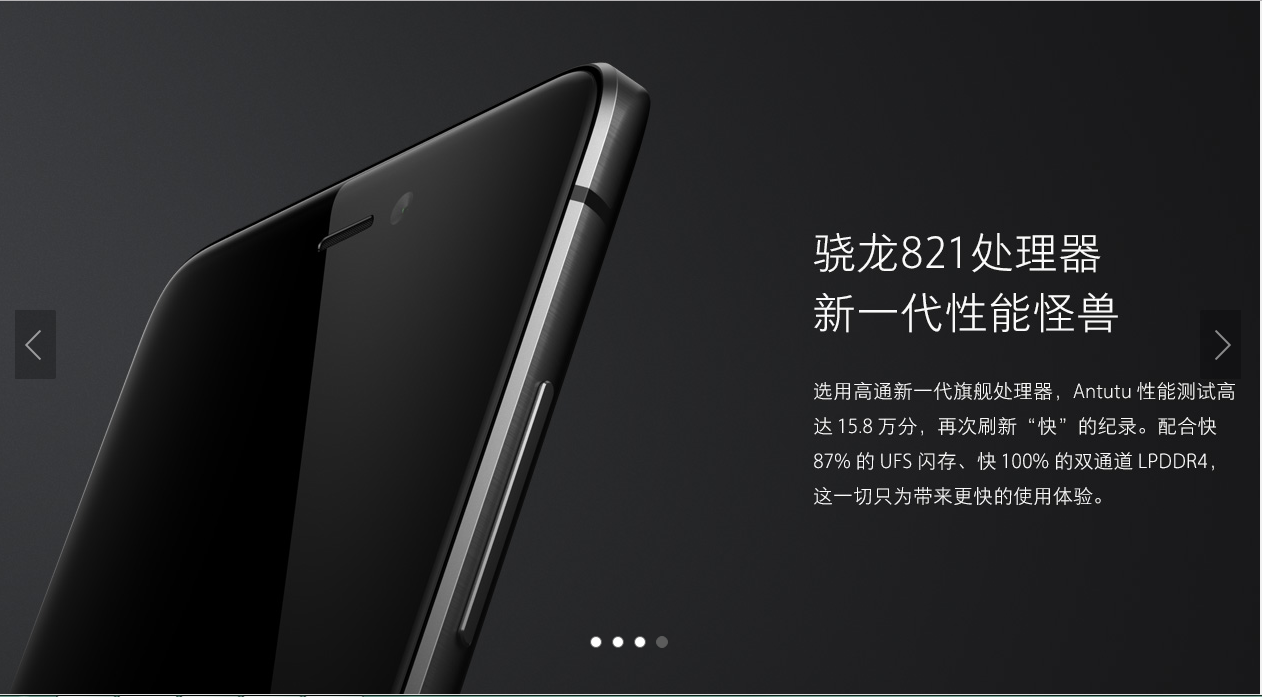 骁龙821处理器
新一代性能怪兽
选用高通新一代旗舰处理器，Antutu 性能测试高
达 15.8 万分，再次刷新“快”的纪录。配合快
87% 的 UFS 闪存、快 100% 的双通道 LPDDR4，
这一切只为带来更快的使用体验。